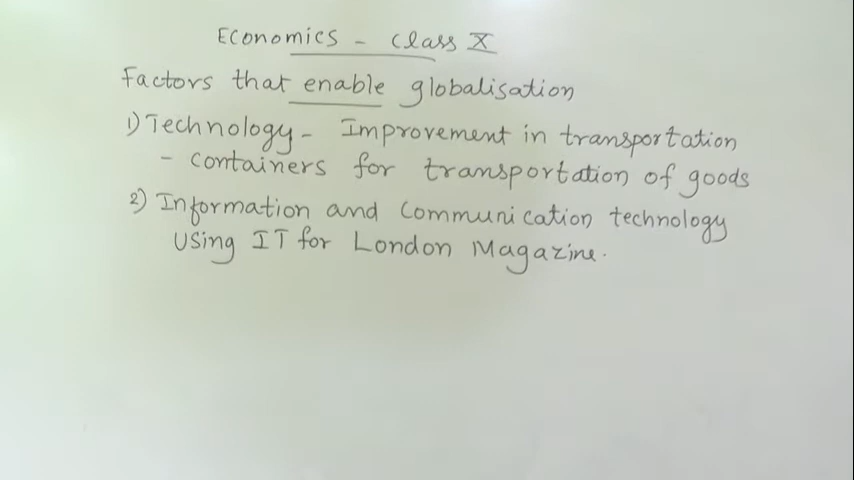 Economics - Class X
Factors that enable globalisation
1) Technology - Improvement in transportation
- containers for transportation of goods
2) Information and communication technology
Using IT for London Magazine.